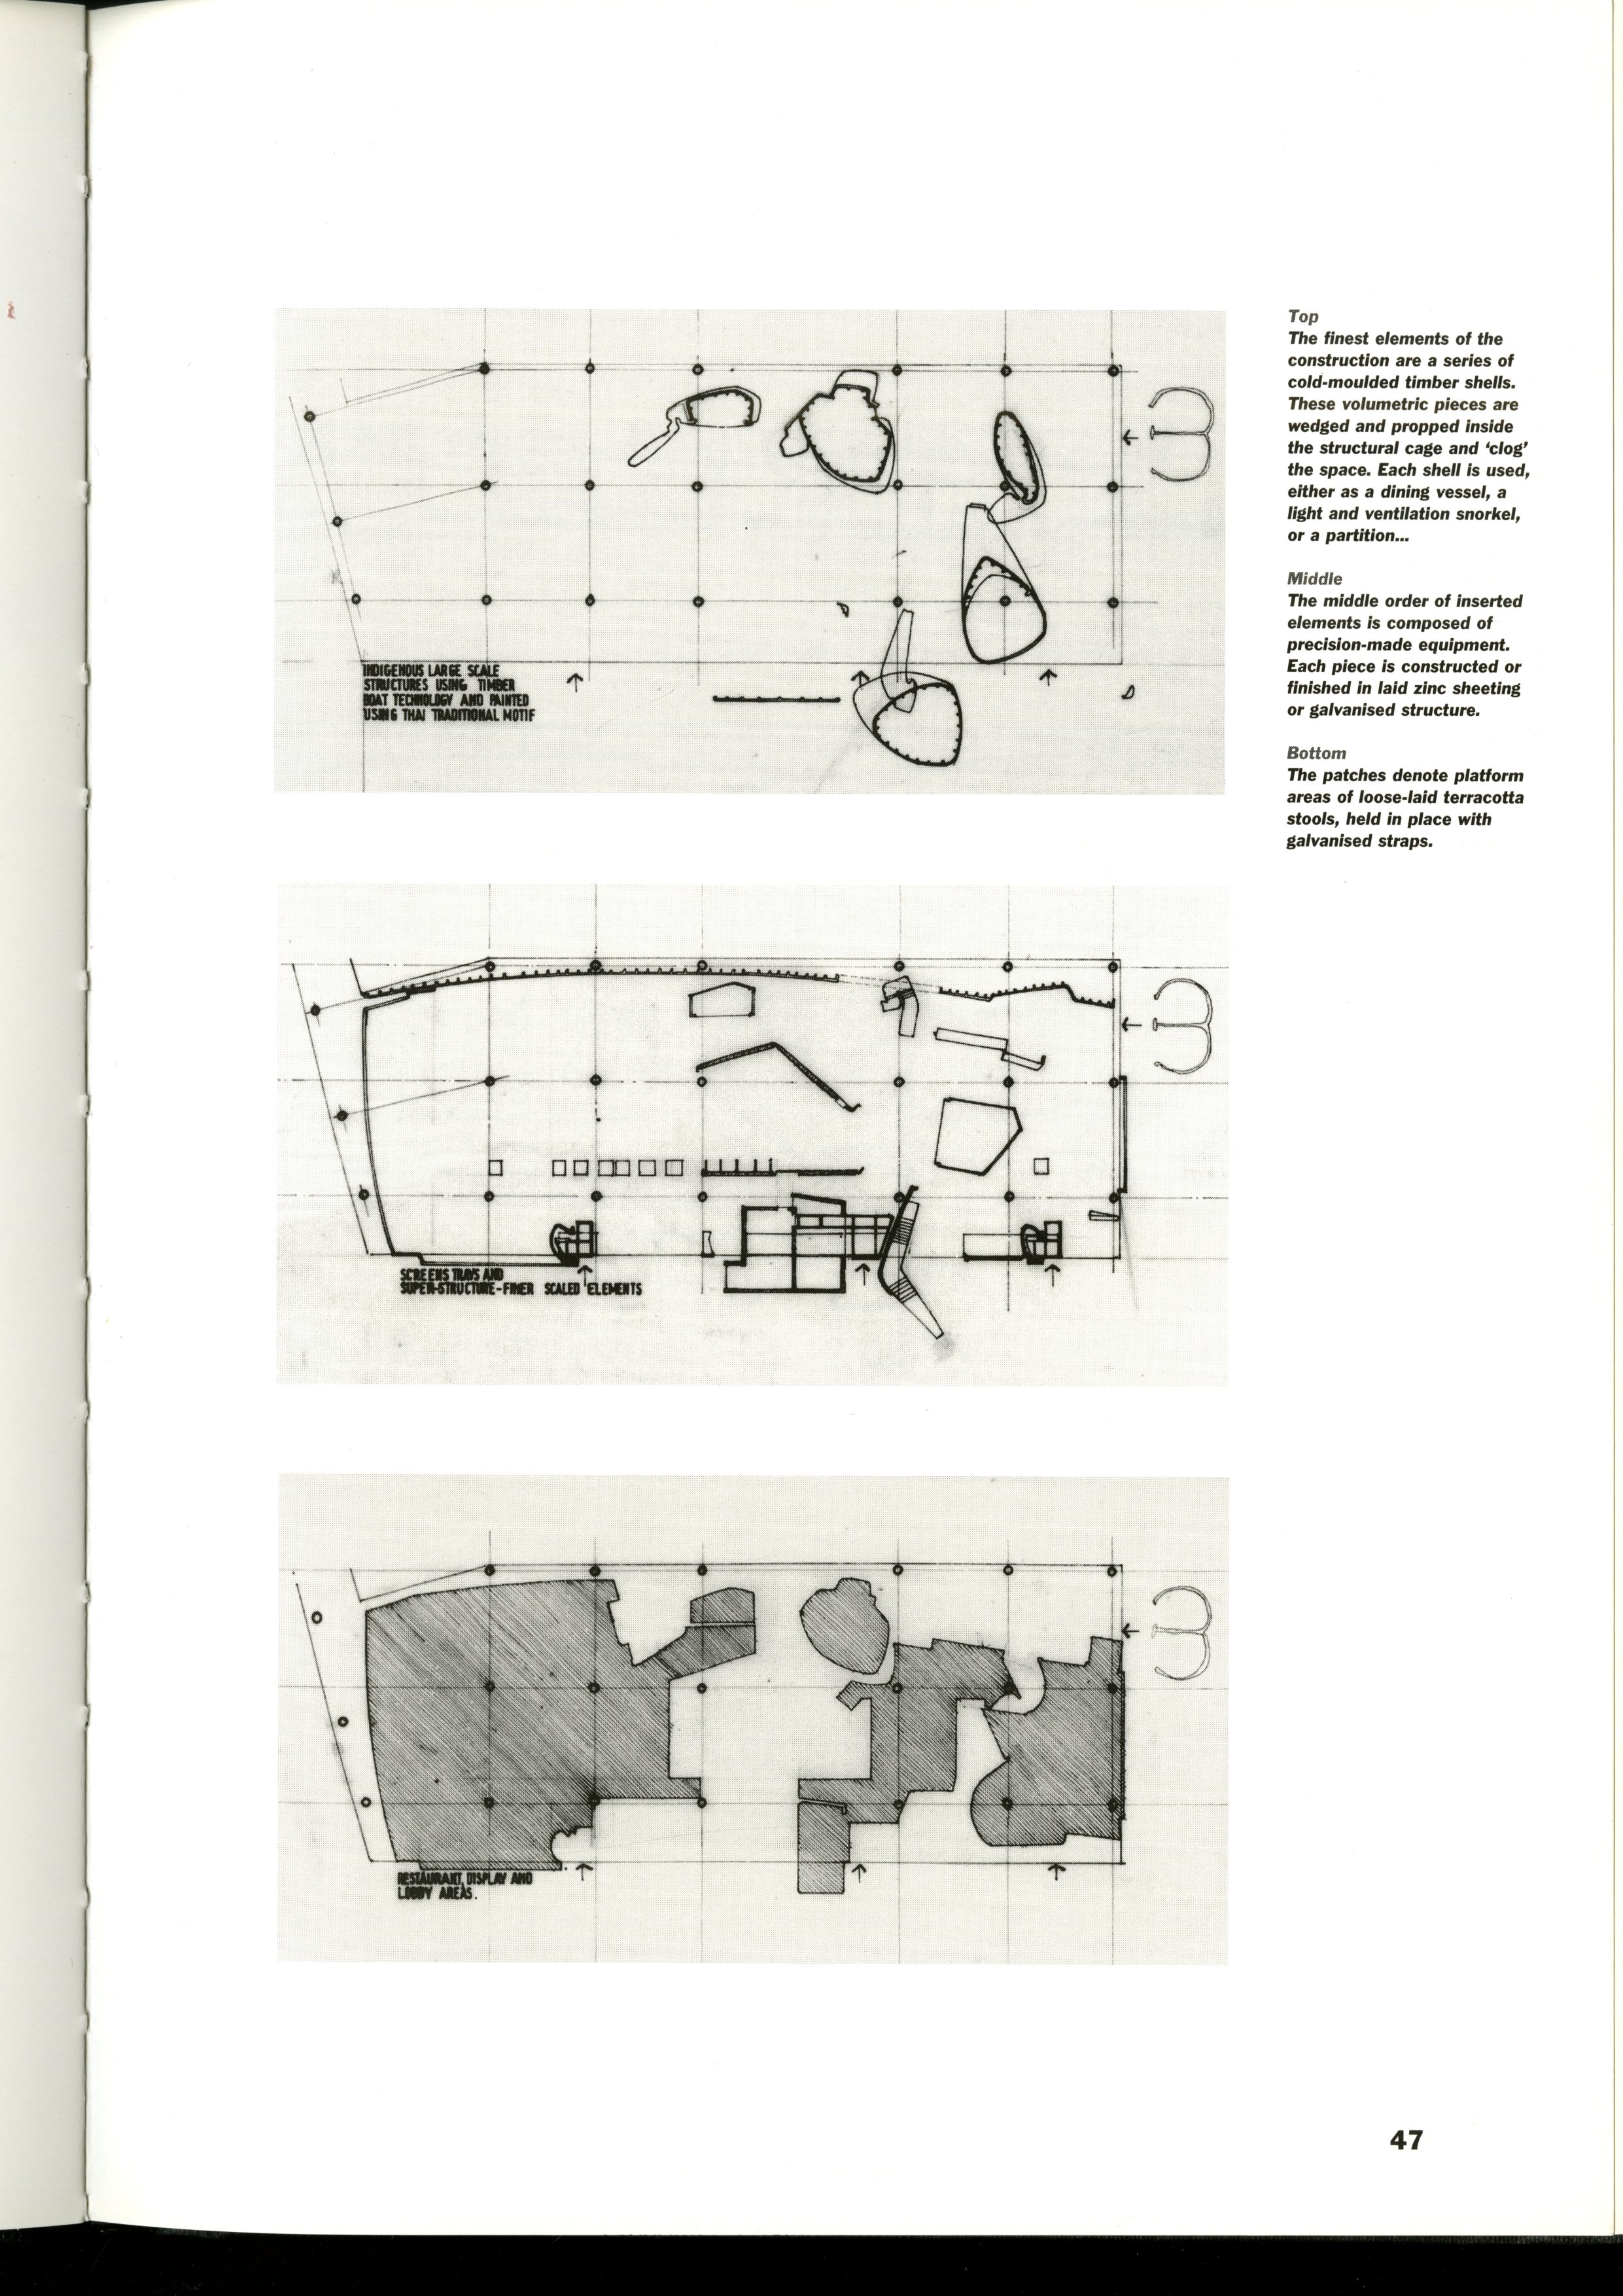 Top
The finest elements of the
construction are a series of
cold-moulded timber shells.
These volumetric pieces are
wedged and propped inside
the structural cage and ‘clog’
the space. Each shell is used,
either as a dining vessel, a
light and ventilation snorkel,
or a partition...
Middle
The middle order of inserted
elements is composed of
precision-made equipment.
Each piece is constructed or
finished in laid zinc sheeting
or galvanised structure.
Bottom
The patches denote platform
areas of loose-laid terracotta
stools, held in place with
galvanised straps.
INDIGENOUS LARGE SCALE
STRUCTURES USING TIMBER
BOAT TECHNOLOGY AND PAINTED
USING THAI TRADITIONAL MOTIF
SCREENS TRAYS AND
SUPER-STRUCTURE-FINER SCALED ELEMENTS
RESTAURANT, DISPLAY AND
LOBBY AREAS.
47